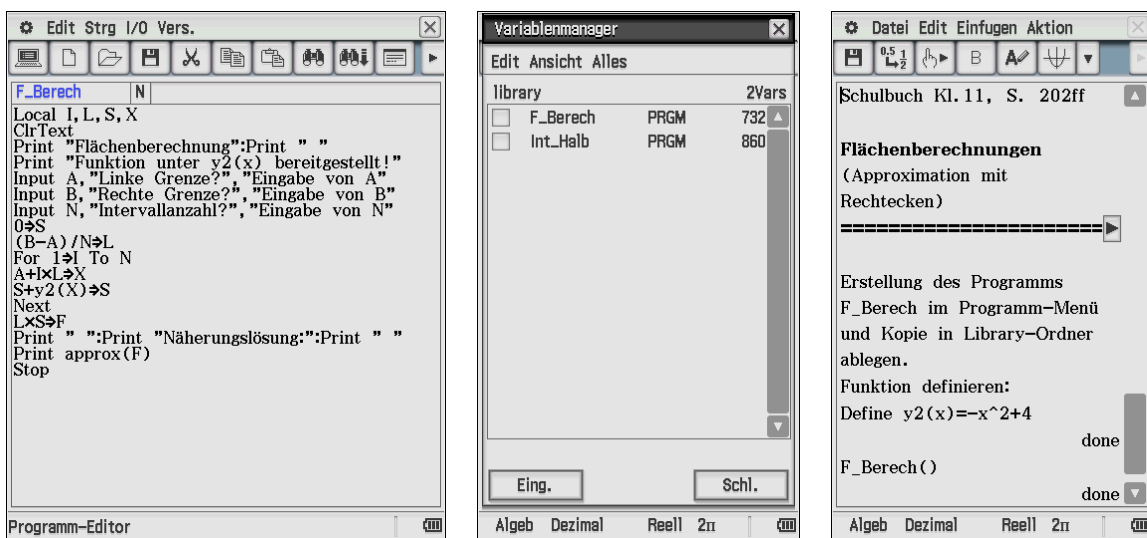 Edit Strg I/O Vers.
F_Berech N
Local I,L,S,X
ClrText
Print "Flächenberechnung":Print " "
Print "Funktion unter y2(x) bereitgestellt!"
Input A,"Linke Grenze?","Eingabe von A"
Input B,"Rechte Grenze?","Eingabe von B"
Input N,"Intervallanzahl?","Eingabe von N"
0⇒S
(B-A)/N⇒L
For 1⇒I To N
A+I×L⇒X
S+y2(X)⇒S
Next
L×S⇒F
Print " ":Print "Näherungslösung:":Print " "
Print approx(F)
Stop
Programm-Editor
Variablenmanager
Edit Ansicht Alles
library 2Vars
F_Berech PRGM 732
Int_Halb PRGM 860
Eing. Schl.
Algeb Dezimal Reell 2π
Datei Edit Einfugen Aktion
0.5 1 2 B A
Schulbuch Kl.11, S. 202ff
Flächenberechnungen
(Approximation mit
Rechtecken)
========================
Erstellung des Programms
F_Berech im Programm-Menü
und Kopie in Library-Ordner
ablegen.
Funktion definieren:
Define y2(x)=-x^2+4
done
F_Berech()
done
Algeb Dezimal Reell 2π